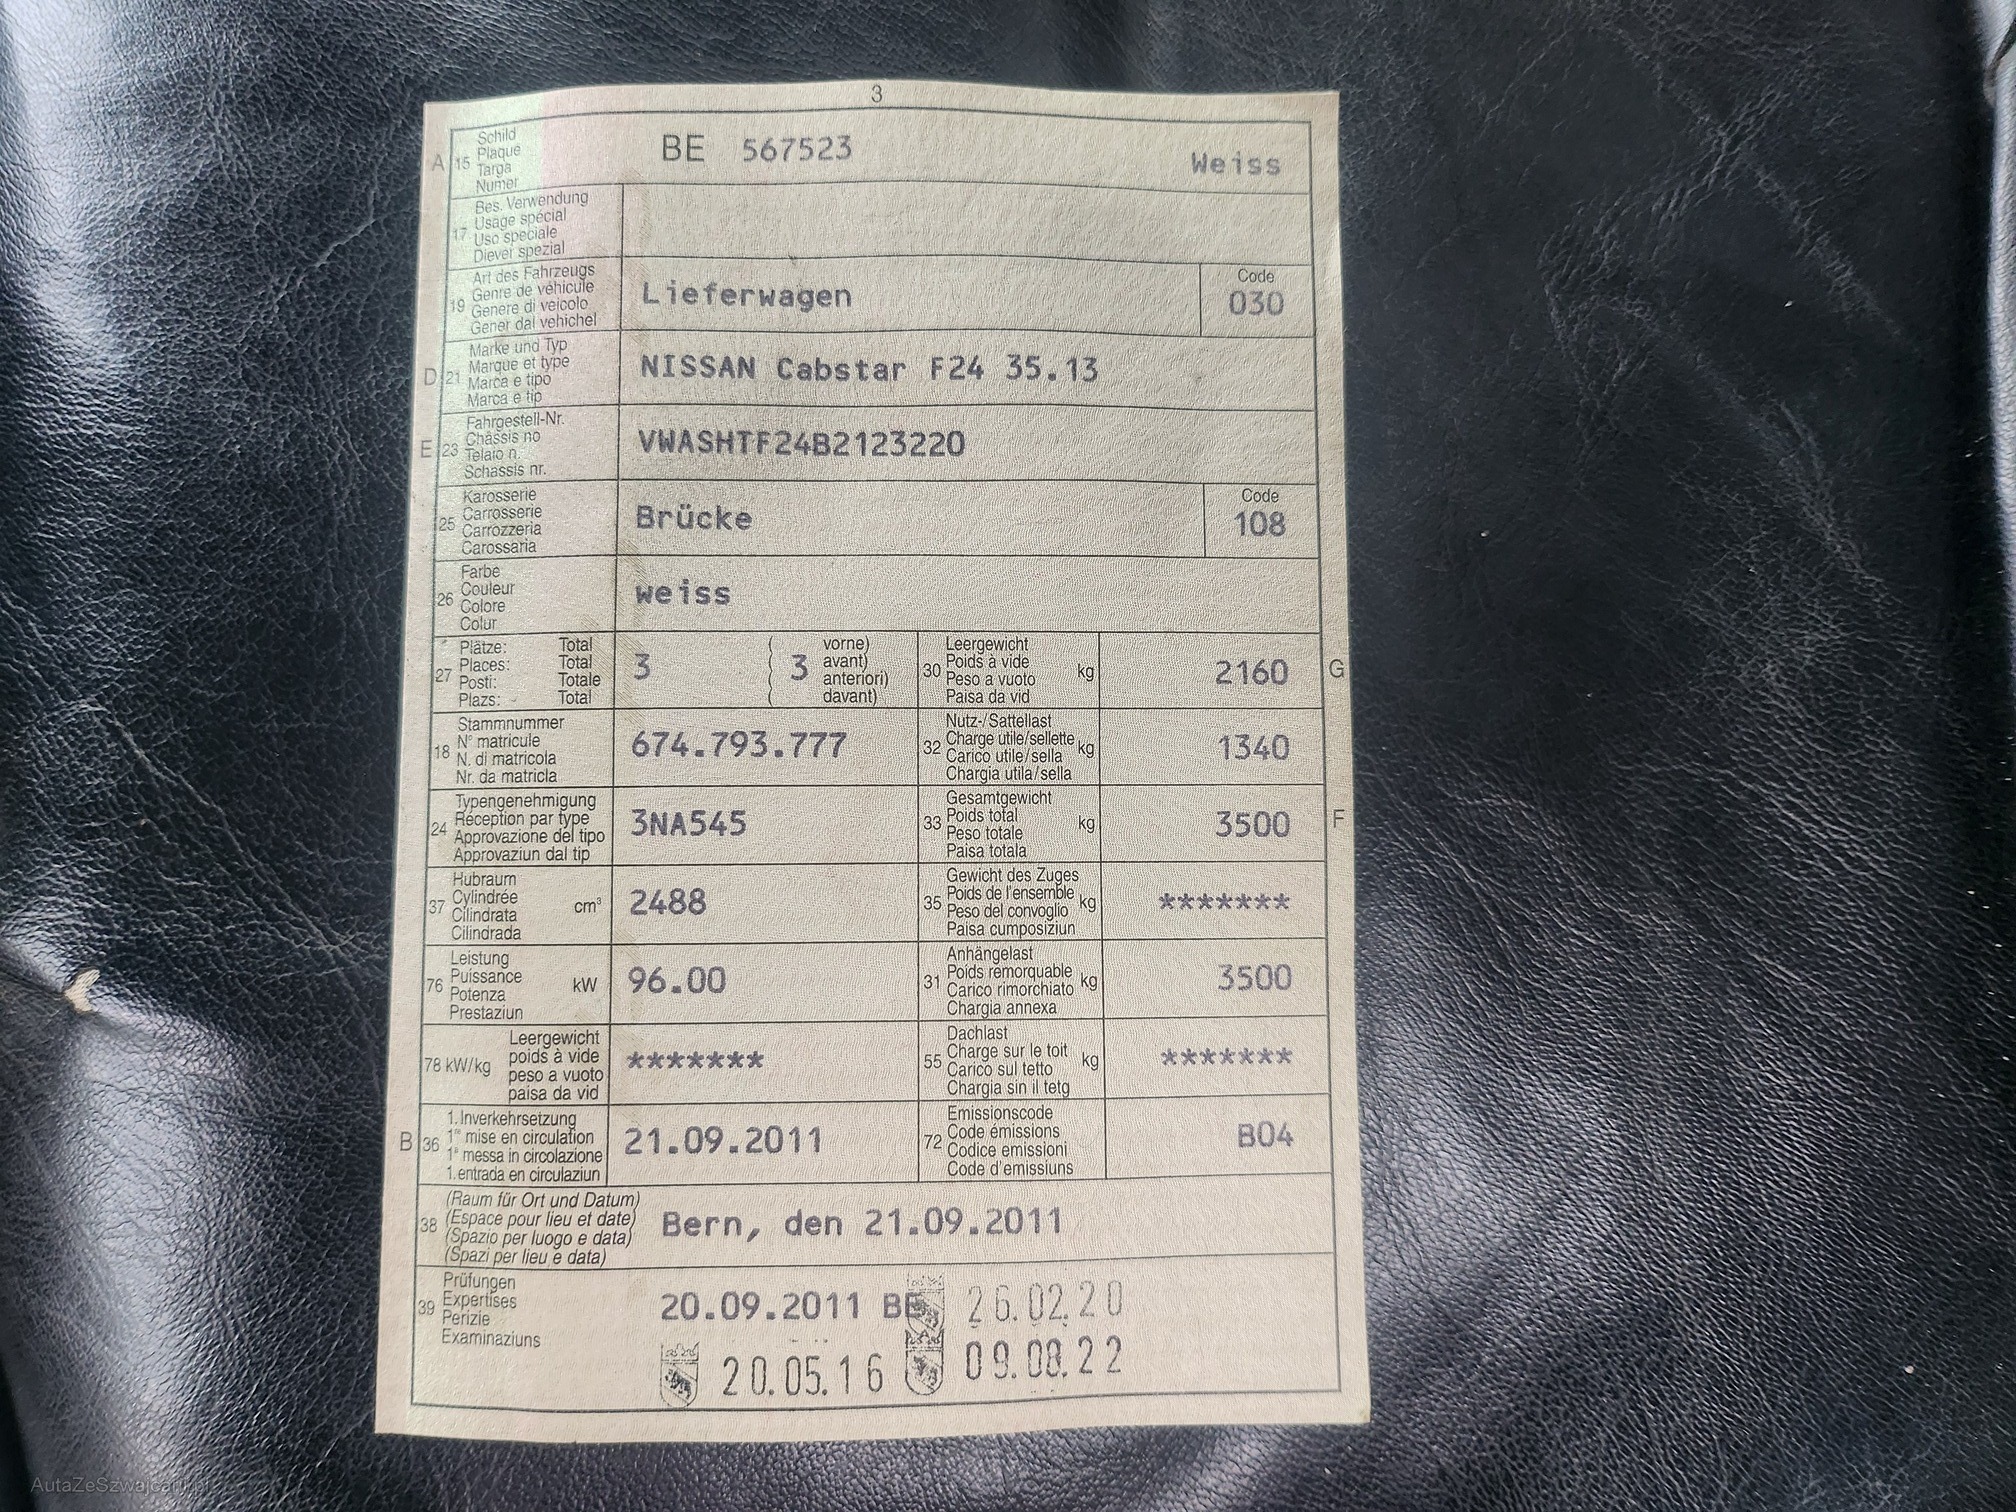 3
A 15 Schild
Plaque
Targa
Numer
BE 567523 Weiss
17 Bes. Verwendung
Usage spécial
Uso speciale
Diever spezial
19 Art des Fahrzeugs
Genre de véhicule
Genere di veicolo
Gener dal vehichel
Lieferwagen
Code
030
D 21 Marke und Typ
Marque et type
Marca e tipo
Marca e tip
NISSAN Cabstar F24 35.13
E 23 Fahrgestell-Nr.
Châssis no
Telaio n.
Schassis nr.
VWASHTF24B2123220
25 Karosserie
Carrosserie
Carrozzeria
Carossaria
Brücke
Code
108
26 Farbe
Couleur
Colore
Colur
weiss
27 Plätze: Total
Places: Total
Posti: Totale
Plazs: Total
3 ( 3 vorne)
( avant)
( anteriori)
( davant)
30 Leergewicht
Poids à vide
Peso a vuoto
Paisa da vid
kg 2160 G
18 Stammnummer
N° matricule
N. di matricola
Nr. da matricla
674.793.777
32 Nutz-/Sattellast
Charge utile/sellette
Carico utile/sella
Chargia utila/sella
kg 1340
24 Typengenehmigung
Réception par type
Approvazione del tipo
Approvaziun dal tip
3NA545
33 Gesamtgewicht
Poids total
Peso totale
Paisa totala
kg 3500 F
37 Hubraum
Cylindrée
Cilindrata
Cilindrada
cm³ 2488
35 Gewicht des Zuges
Poids de l'ensemble
Peso del convoglio
Paisa cumposiziun
kg *******
76 Leistung
Puissance
Potenza
Prestaziun
kW 96.00
31 Anhängelast
Poids remorquable
Carico rimorchiato
Chargia annexa
kg 3500
78 kW/kg Leergewicht
poids à vide
peso a vuoto
paisa da vid
*******
55 Dachlast
Charge sur le toit
Carico sul tetto
Chargia sin il tetg
kg *******
B 36 1. Inverkehrsetzung
1re mise en circulation
1a messa in circolazione
1. entrada en circulaziun
21.09.2011
72 Emissionscode
Code émissions
Codice emissioni
Code d'emissiuns
B04
38 (Raum für Ort und Datum)
(Espace pour lieu et date)
(Spazio per luogo e data)
(Spazi per lieu e data)
Bern, den 21.09.2011
39 Prüfungen
Expertises
Perizie
Examinaziuns
20.09.2011 BE 26.02.20
20.05.16 09.08.22